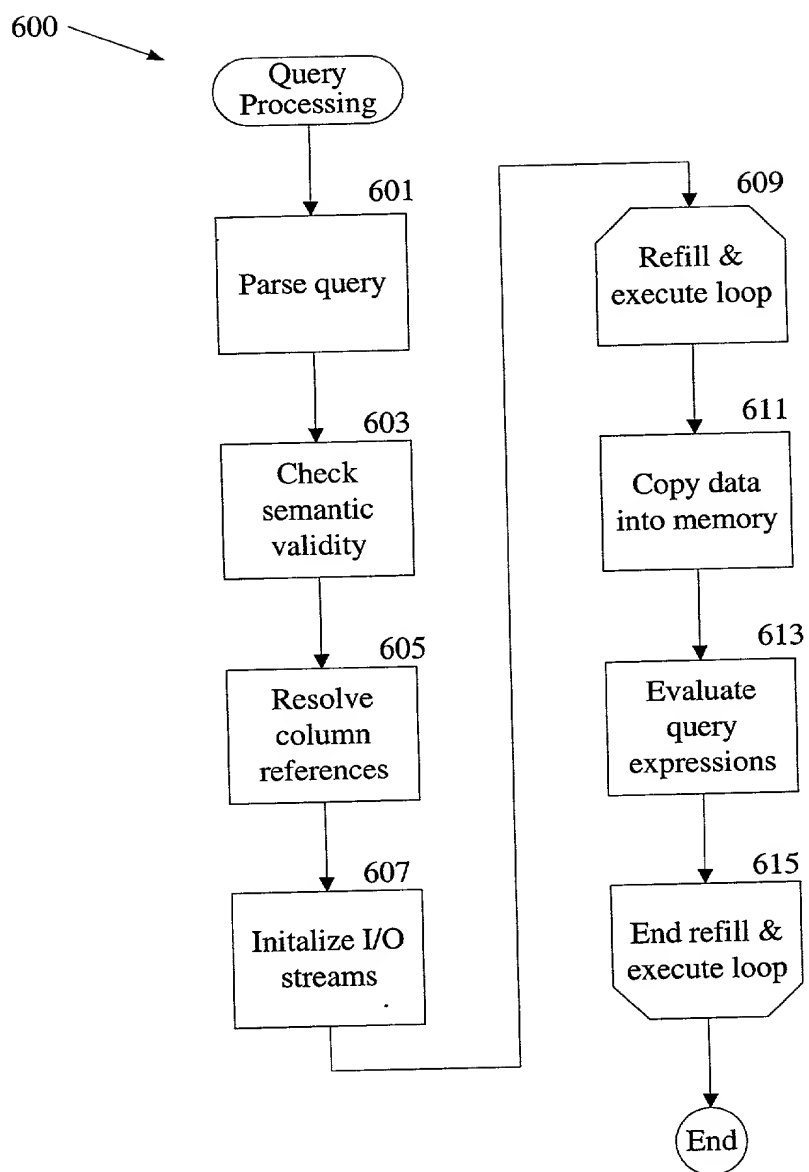 600
Query
Processing
601
Parse query
603
Check
semantic
validity
605
Resolve
column
references
607
Initalize I/O
streams
609
Refill &
execute loop
611
Copy data
into memory
613
Evaluate
query
expressions
615
End refill &
execute loop
End